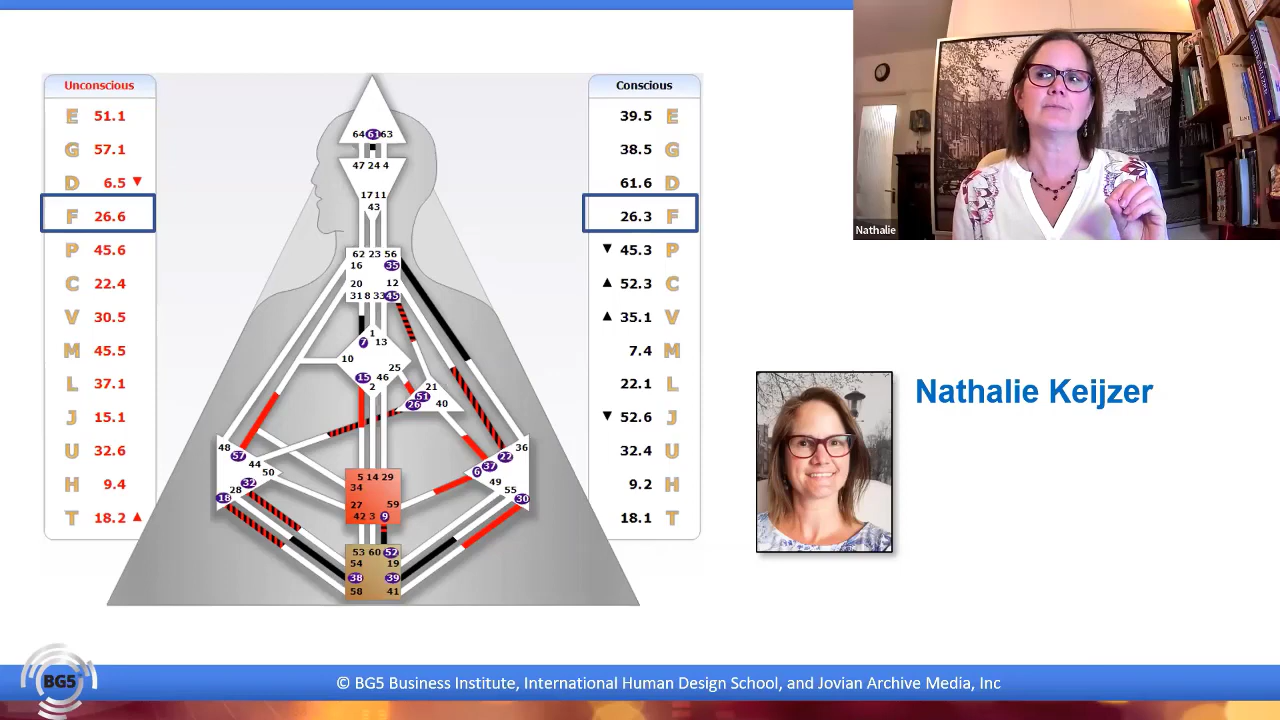 Unconscious
E 51.1
G 57.1
D 6.5 ▼
F 26.6
P 45.6
C 22.4
V 30.5
M 45.5
L 37.1
J 15.1
U 32.6
H 9.4
T 18.2 ▲
64 61 63
47 24 4
17 11
43
62 23 56
16 35
20 12
31 8 33 45
1
7 13
10
25
15 46
2
21
51
26 40
48
57
44
50
32
28
18
36
22
37
6
49
55
30
5 14 29
34
27 59
42 3 9
53 60 52
54 19
38 39
58 41
Conscious
39.5 E
38.5 G
61.6 D
26.3 F
▼ 45.3 P
▲ 52.3 C
▲ 35.1 V
7.4 M
22.1 L
▼ 52.6 J
32.4 U
9.2 H
18.1 T
Nathalie
Nathalie Keijzer
BG5
© BG5 Business Institute, International Human Design School, and Jovian Archive Media, Inc